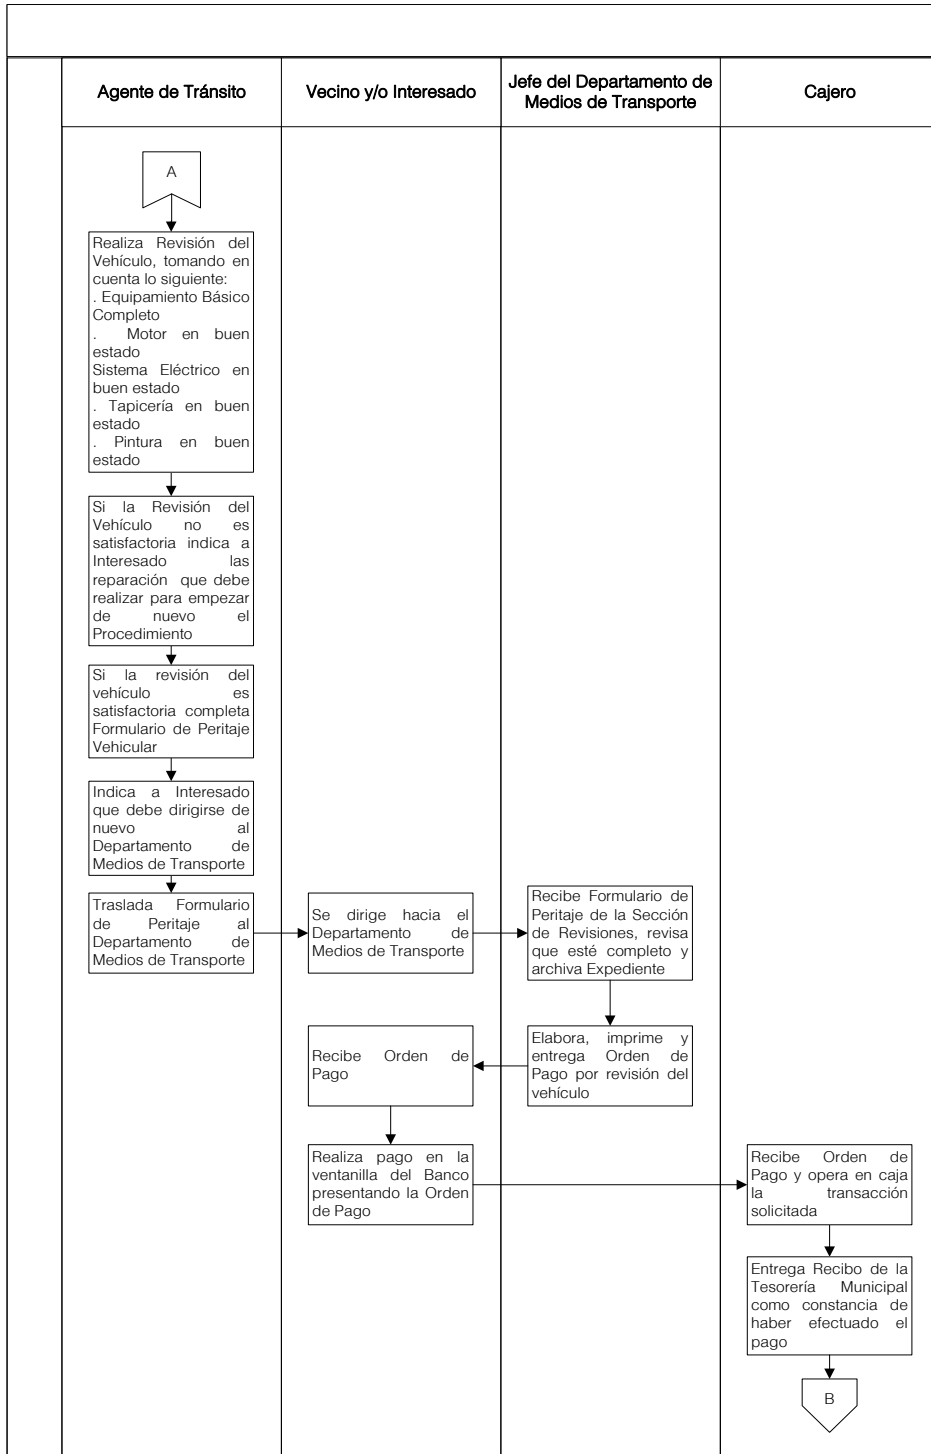 Agente de Tránsito
Vecino y/o Interesado
Jefe del Departamento de
Medios de Transporte
Cajero
A
Realiza Revisión del
Vehículo, tomando en
cuenta lo siguiente:
. Equipamiento Básico
Completo
. Motor en buen
estado
Sistema Eléctrico en
buen estado
. Tapicería en buen
estado
. Pintura en buen
estado
Si la Revisión del
Vehículo no es
satisfactoria indica a
Interesado las
reparación que debe
realizar para empezar
de nuevo el
Procedimiento
Si la revisión del
vehículo es
satisfactoria completa
Formulario de Peritaje
Vehicular
Indica a Interesado
que debe dirigirse de
nuevo al
Departamento de
Medios de Transporte
Traslada Formulario
de Peritaje al
Departamento de
Medios de Transporte
Se dirige hacia el
Departamento de
Medios de Transporte
Recibe Formulario de
Peritaje de la Sección
de Revisiones, revisa
que esté completo y
archiva Expediente
Elabora, imprime y
entrega Orden de
Pago por revisión del
vehículo
Recibe Orden de
Pago
Realiza pago en la
ventanilla del Banco
presentando la Orden
de Pago
Recibe Orden de
Pago y opera en caja
la transacción
solicitada
Entrega Recibo de la
Tesorería Municipal
como constancia de
haber efectuado el
pago
B